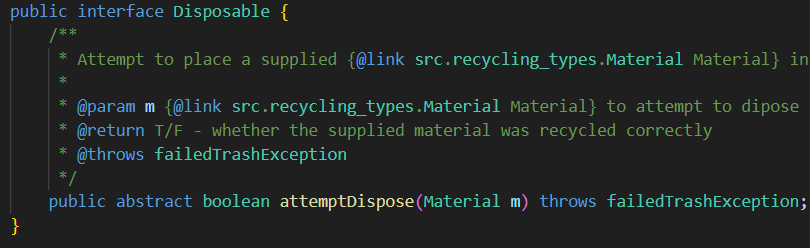 public interface Disposable {
/**
* Attempt to place a supplied {@link src.recycling_types.Material Material} in
*
* @param m {@link src.recycling_types.Material Material} to attempt to dipose
* @return T/F - whether the supplied material was recycled correctly
* @throws failedTrashException
*/
public abstract boolean attemptDispose(Material m) throws failedTrashException;
}